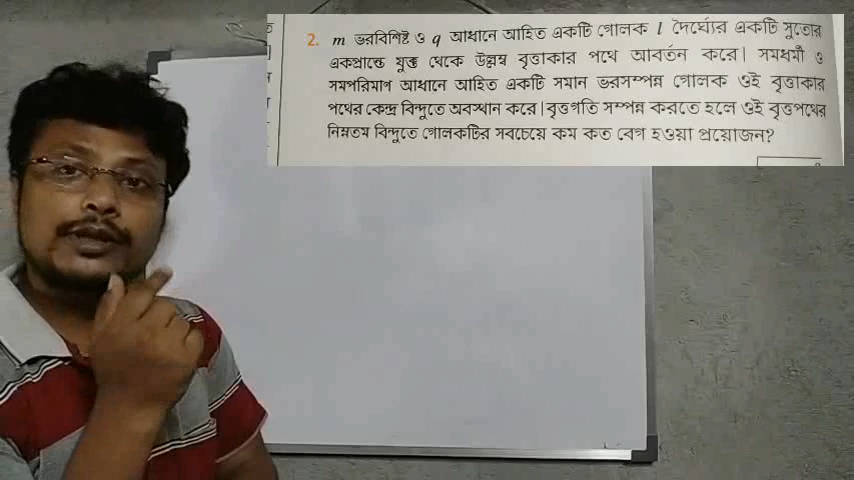 2. m ভরবিশিষ্ট ও q আধানে আহিত একটি গোলক l দৈর্ঘ্যের একটি সুতোর
একপ্রান্তে যুক্ত থেকে উল্লম্ব বৃত্তাকার পথে আবর্তন করে। সমধর্মী ও
সমপরিমাণ আধানে আহিত একটি সমান ভরসম্পন্ন গোলক ওই বৃত্তাকার
পথের কেন্দ্র বিন্দুতে অবস্থান করে। বৃত্তগতি সম্পন্ন করতে হলে ওই বৃত্তপথের
নিম্নতম বিন্দুতে গোলকটির সবচেয়ে কম কত বেগ হওয়া প্রয়োজন?